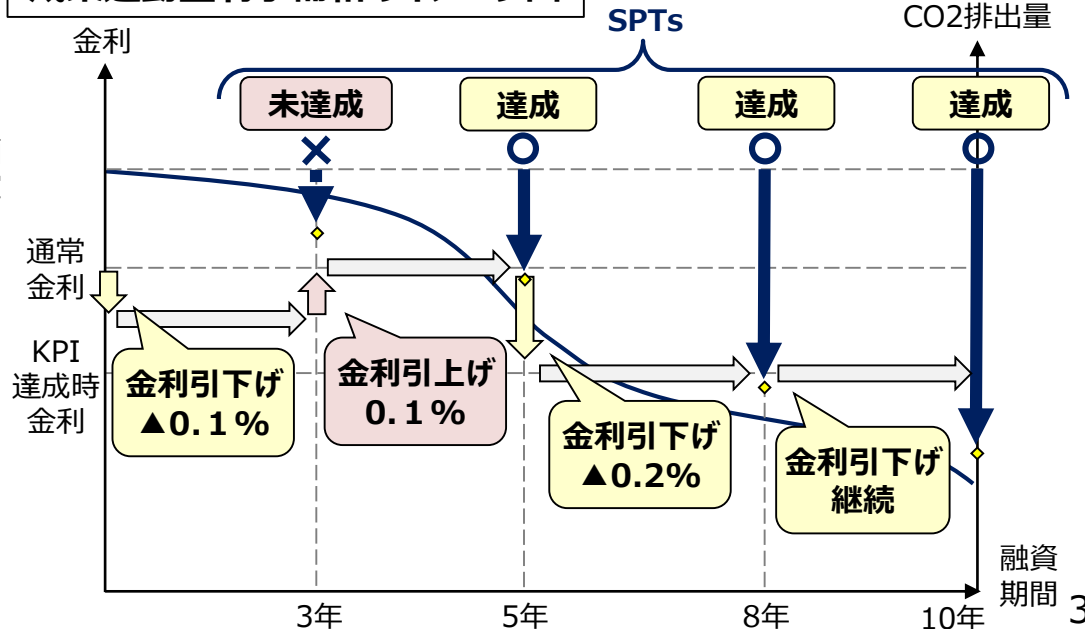 SPTs
CO2排出量
金利
未達成
達成
達成
達成
通常
金利
KPI
達成時
金利
金利引下げ
▲0.1%
金利引上げ
0.1%
金利引下げ
▲0.2%
金利引下げ
継続
融資
期間
3年
5年
8年
10年
3